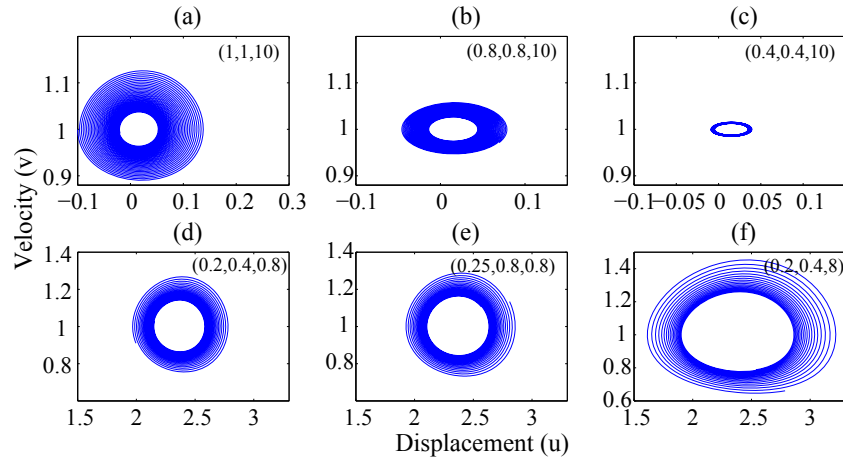 (a) (b) (c)
(1,1,10) (0.8,0.8,10) (0.4,0.4,10)
1.1 1.1 1.1
1 1 1
0.9 0.9 0.9
−0.1 0 0.1 0.2 0.3 −0.1 0 0.1 −0.1 −0.05 0 0.05 0.1
Velocity (v)
(d) (e) (f)
(0.2,0.4,0.8) (0.25,0.8,0.8) (0.2,0.4,8)
1.4 1.4 1.4
1.2 1.2 1.2
1 1 1
0.8 0.8 0.8
0.6
1.5 2 2.5 3 1.5 2 2.5 3 1.5 2 2.5 3
Displacement (u)